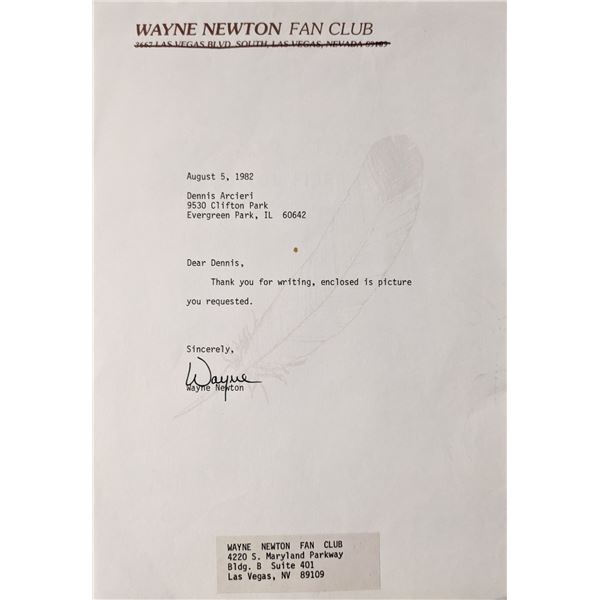 WAYNE NEWTON FAN CLUB
3667 LAS VEGAS BLVD. SOUTH, LAS VEGAS, NEVADA 89109
August 5, 1982
Dennis Arcieri
9530 Clifton Park
Evergreen Park, IL 60642
Dear Dennis,
Thank you for writing, enclosed is picture
you requested.
Sincerely,
Wayne
Wayne Newton
WAYNE NEWTON FAN CLUB
4220 S. Maryland Parkway
Bldg. B Suite 401
Las Vegas, NV 89109